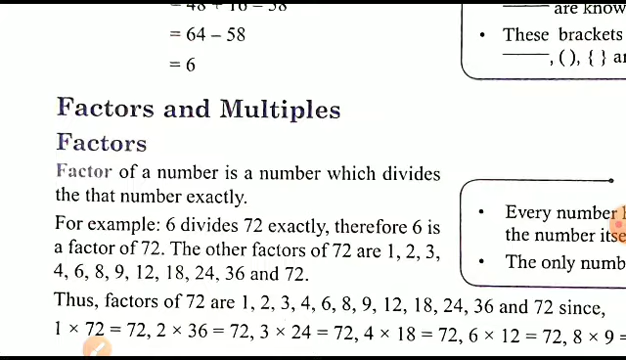 = 48 + 16 – 58
= 64 – 58
= 6
are know
• These brackets
, ( ), { } a
Factors and Multiples
Factors
Factor of a number is a number which divides
the that number exactly.
For example: 6 divides 72 exactly, therefore 6 is
a factor of 72. The other factors of 72 are 1, 2, 3,
4, 6, 8, 9, 12, 18, 24, 36 and 72.
• Every number
the number itse
• The only numb
Thus, factors of 72 are 1, 2, 3, 4, 6, 8, 9, 12, 18, 24, 36 and 72 since,
1 × 72 = 72, 2 × 36 = 72, 3 × 24 = 72, 4 × 18 = 72, 6 × 12 = 72, 8 × 9 =